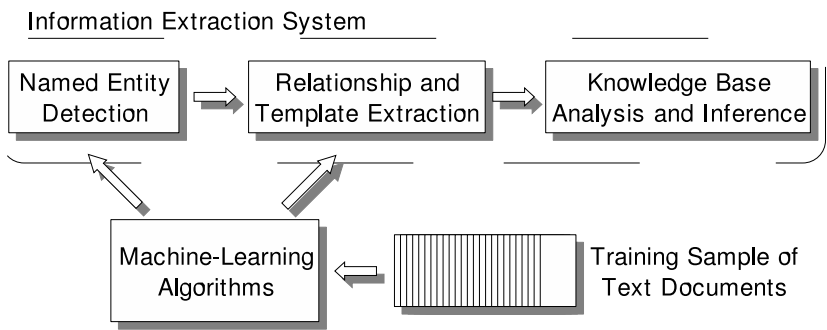 Information Extraction System
Named Entity
Detection
Relationship and
Template Extraction
Knowledge Base
Analysis and Inference
Machine-Learning
Algorithms
Training Sample of
Text Documents